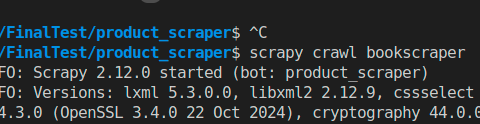 /FinalTest/product_scraper$ ^C
/FinalTest/product_scraper$ scrapy crawl bookscraper
FO: Scrapy 2.12.0 started (bot: product_scraper)
FO: Versions: lxml 5.3.0.0, libxml2 2.12.9, cssselect
4.3.0 (OpenSSL 3.4.0 22 Oct 2024), cryptography 44.0.0